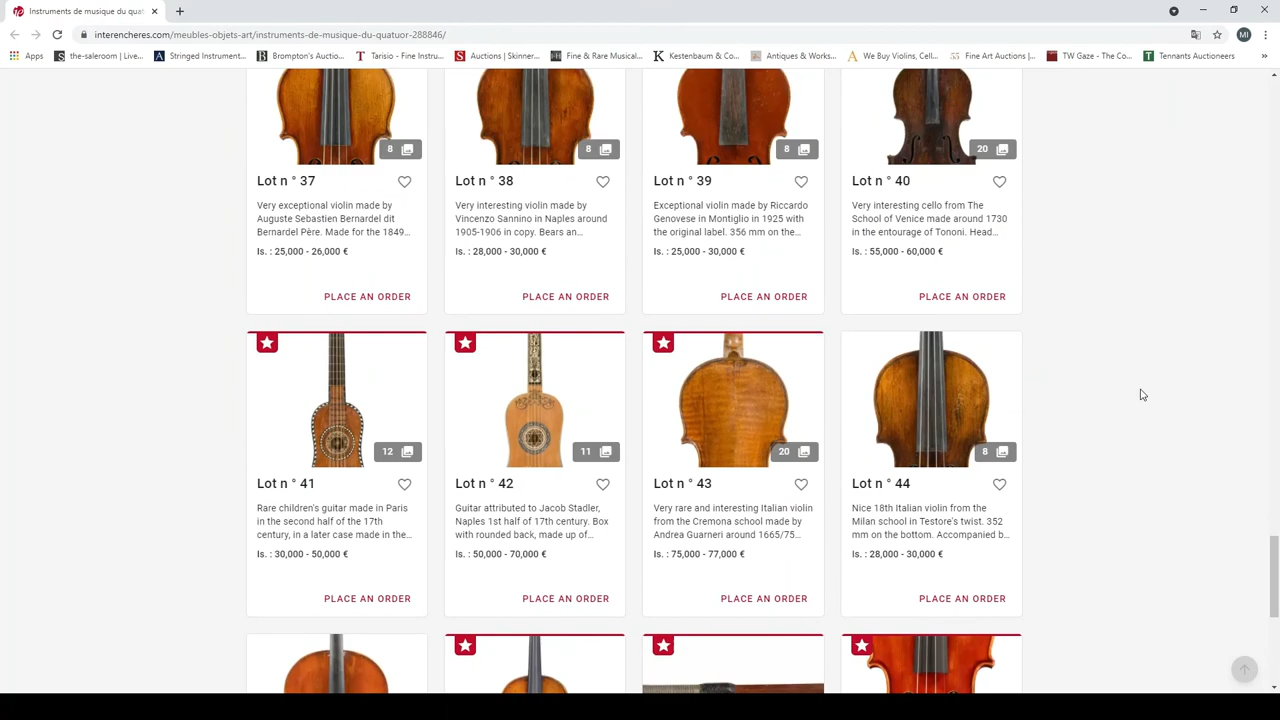 Instruments de musique du quat
interencheres.com/meubles-objets-art/instruments-de-musique-du-quatuor-288846/
MI
Apps
the-saleroom | Live...
Stringed Instrument...
Brompton's Auctio...
Tarisio - Fine Instru...
Auctions | Skinner...
Fine & Rare Musical...
Kestenbaum & Co...
Antiques & Works...
We Buy Violins, Cell...
Fine Art Auctions |...
TW Gaze - The Co...
Tennants Auctioneers
»
8
8
8
20
Lot n ° 37
Very exceptional violin made by
Auguste Sebastien Bernardel dit
Bernardel Père. Made for the 1849...
Is. : 25,000 - 26,000 €
PLACE AN ORDER
Lot n ° 38
Very interesting violin made by
Vincenzo Sannino in Naples around
1905-1906 in copy. Bears an...
Is. : 28,000 - 30,000 €
PLACE AN ORDER
Lot n ° 39
Exceptional violin made by Riccardo
Genovese in Montiglio in 1925 with
the original label. 356 mm on the...
Is. : 25,000 - 30,000 €
PLACE AN ORDER
Lot n ° 40
Very interesting cello from The
School of Venice made around 1730
in the entourage of Tononi. Head...
Is. : 55,000 - 60,000 €
PLACE AN ORDER
12
11
20
8
Lot n ° 41
Rare children's guitar made in Paris
in the second half of the 17th
century, in a later case made in the...
Is. : 30,000 - 50,000 €
PLACE AN ORDER
Lot n ° 42
Guitar attributed to Jacob Stadler,
Naples 1st half of 17th century. Box
with rounded back, made up of...
Is. : 50,000 - 70,000 €
PLACE AN ORDER
Lot n ° 43
Very rare and interesting Italian violin
from the Cremona school made by
Andrea Guarneri around 1665/75...
Is. : 75,000 - 77,000 €
PLACE AN ORDER
Lot n ° 44
Nice 18th Italian violin from the
Milan school in Testore's twist. 352
mm on the bottom. Accompanied b...
Is. : 28,000 - 30,000 €
PLACE AN ORDER